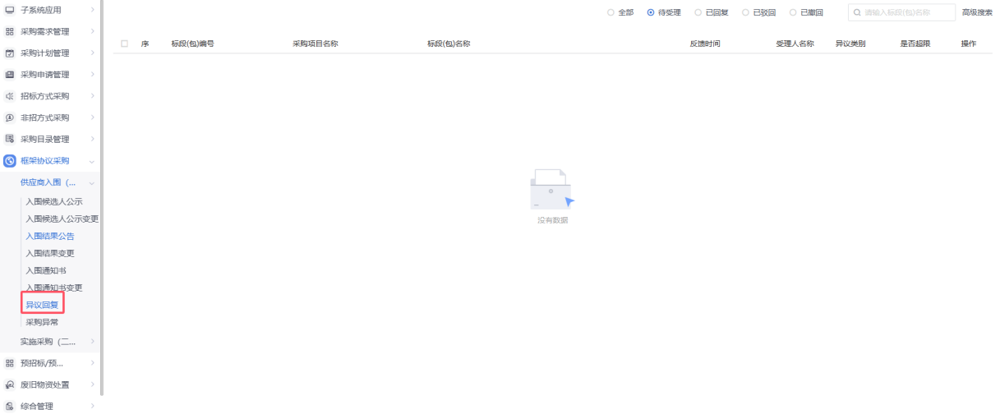 子系统应用
采购需求管理
采购计划管理
采购申请管理
招标方式采购
非招方式采购
采购目录管理
框架协议采购
供应商入围（...
入围候选人公示
入围候选人公示变更
入围结果公告
入围结果变更
入围通知书
入围通知书变更
异议回复
采购异常
实施采购（二...
预招标/预...
废旧物资处置
综合管理
全部 待受理 已回复 已驳回 已撤回 请输入标段(包)名称 高级搜索
序 标段(包)编号 采购项目名称 标段(包)名称 反馈时间 受理人名称 异议类别 是否超限 操作
没有数据